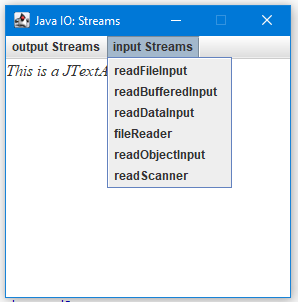 Java IO: Streams
output Streams input Streams
This is a JTextA
readFileInput
readBufferedInput
readDataInput
fileReader
readObjectInput
readScanner